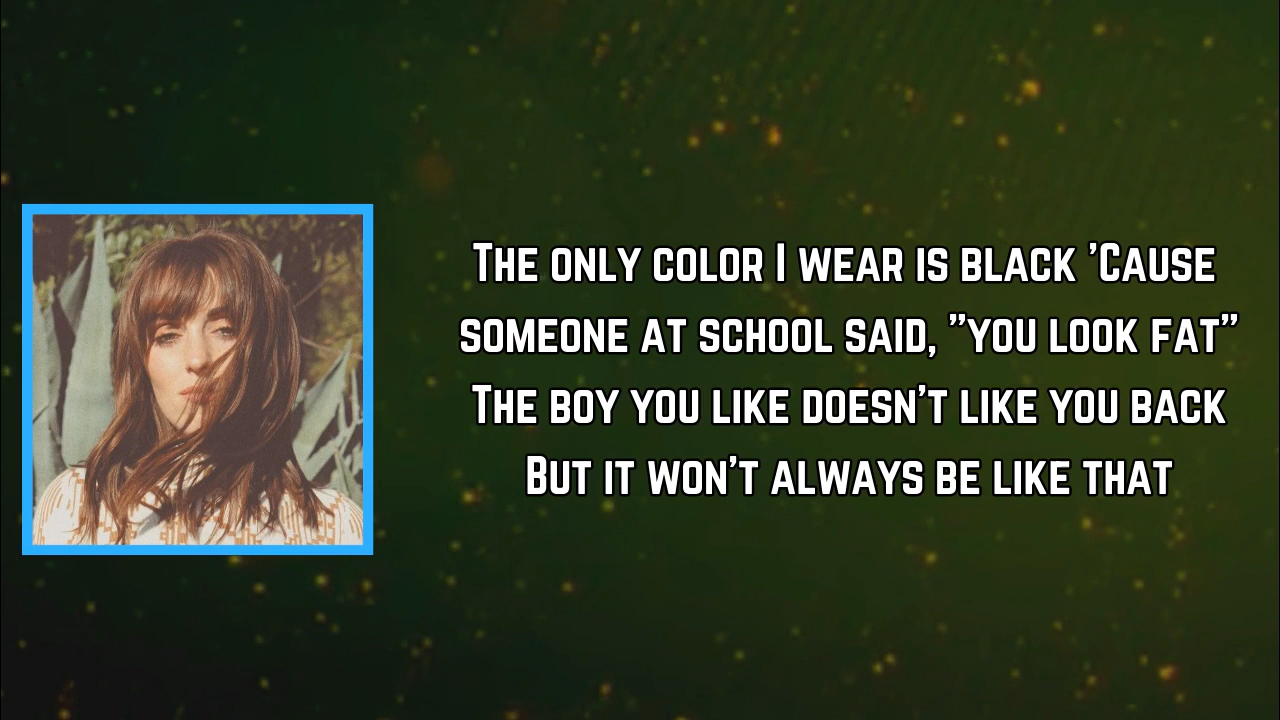 The only color I wear is black 'Cause
someone at school said, "you look fat"
The boy you like doesn't like you back
But it won't always be like that